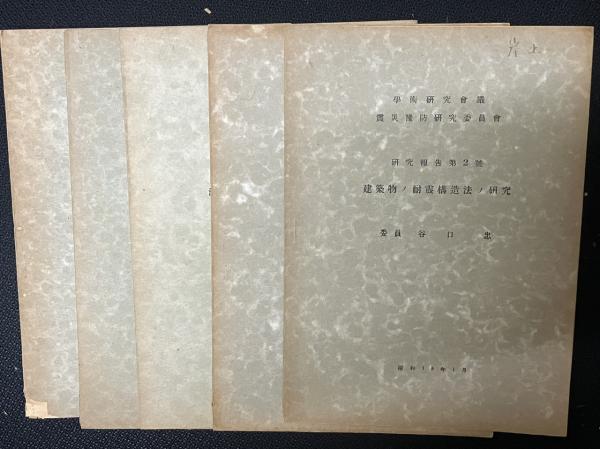 學術研究會議
震災豫防研究委員會
研究報告第2號
建築物ノ耐震構造法ノ研究
委員 谷口 忠